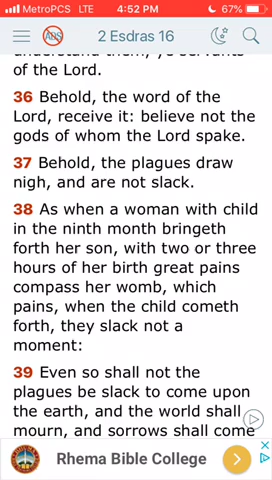 MetroPCS LTE 4:52 PM 67%
ADS 2 Esdras 16
understand them, ye servants
of the Lord.
36 Behold, the word of the
Lord, receive it: believe not the
gods of whom the Lord spake.
37 Behold, the plagues draw
nigh, and are not slack.
38 As when a woman with child
in the ninth month bringeth
forth her son, with two or three
hours of her birth great pains
compass her womb, which
pains, when the child cometh
forth, they slack not a
moment:
39 Even so shall not the
plagues be slack to come upon
the earth, and the world shall
mourn, and sorrows shall come
Rhema Bible College